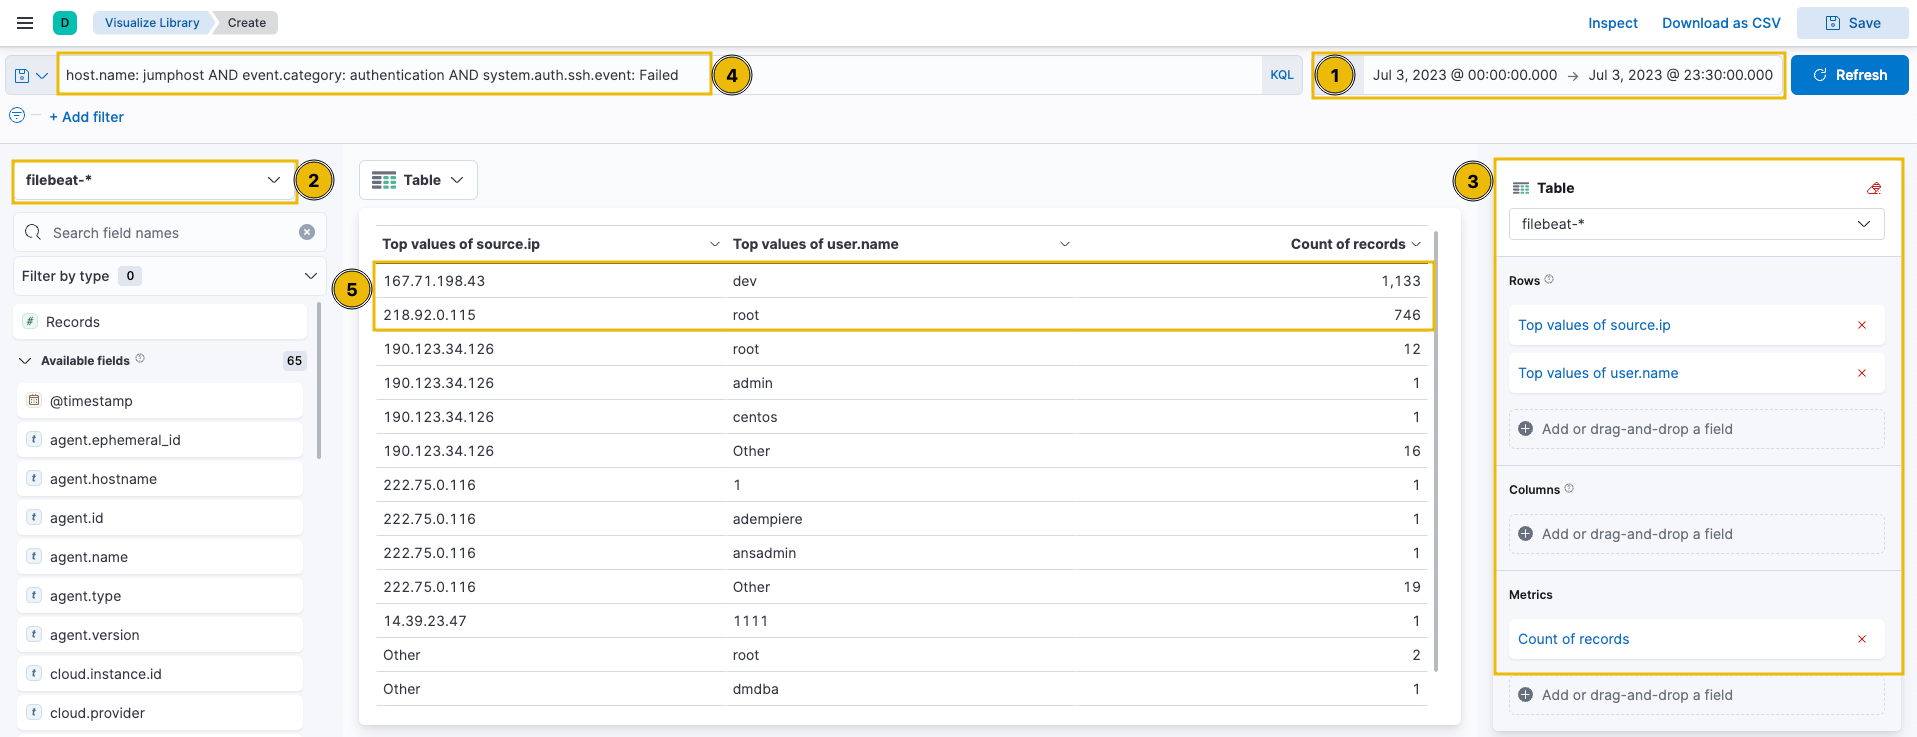 D Visualize Library Create Inspect Download as CSV Save
host.name: jumphost AND event.category: authentication AND system.auth.ssh.event: Failed 4 KQL 1 Jul 3, 2023 @ 00:00:00.000 → Jul 3, 2023 @ 23:30:00.000 Refresh
+ Add filter
filebeat-* 2
Search field names
Filter by type 0
# Records
Available fields 65
@timestamp
t agent.ephemeral_id
t agent.hostname
t agent.id
t agent.name
t agent.type
t agent.version
t cloud.instance.id
t cloud.provider
Table
Top values of source.ip Top values of user.name Count of records
5
167.71.198.43 dev 1,133
218.92.0.115 root 746
190.123.34.126 root 12
190.123.34.126 admin 1
190.123.34.126 centos 1
190.123.34.126 Other 16
222.75.0.116 1 1
222.75.0.116 adempiere 1
222.75.0.116 ansadmin 1
222.75.0.116 Other 19
14.39.23.47 1111 1
Other root 2
Other dmdba 1
3 Table
filebeat-*
Rows
Top values of source.ip
Top values of user.name
Add or drag-and-drop a field
Columns
Add or drag-and-drop a field
Metrics
Count of records
Add or drag-and-drop a field